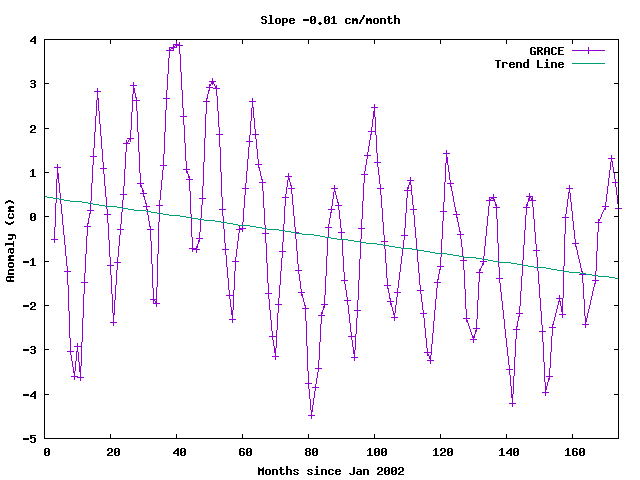 Slope -0.01 cm/month
GRACE
Trend Line
4
3
2
1
0
-1
-2
-3
-4
-5
Anomaly (cm)
0 20 40 60 80 100 120 140 160
Months since Jan 2002